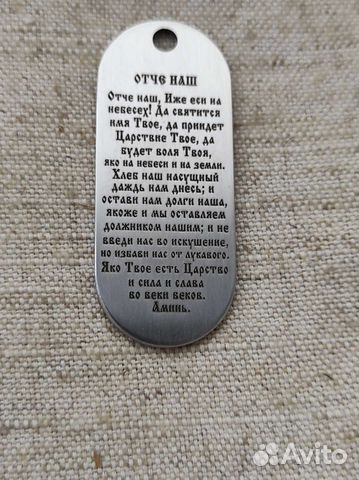 ОТЧЕ НАШ
Отче наш, Иже еси на
небесех! Да святится
имя Твое, да приидет
Царствие Твое, да
будет воля Твоя,
яко на небеси и на земли.
Хлеб наш насущный
даждь нам днесь; и
остави нам долги наша,
якоже и мы оставляем
должником нашим; и не
введи нас во искушение,
но избави нас от лукаваго.
Яко Твое есть Царство
и сила и слава
во веки веков.
Аминь.
Avito